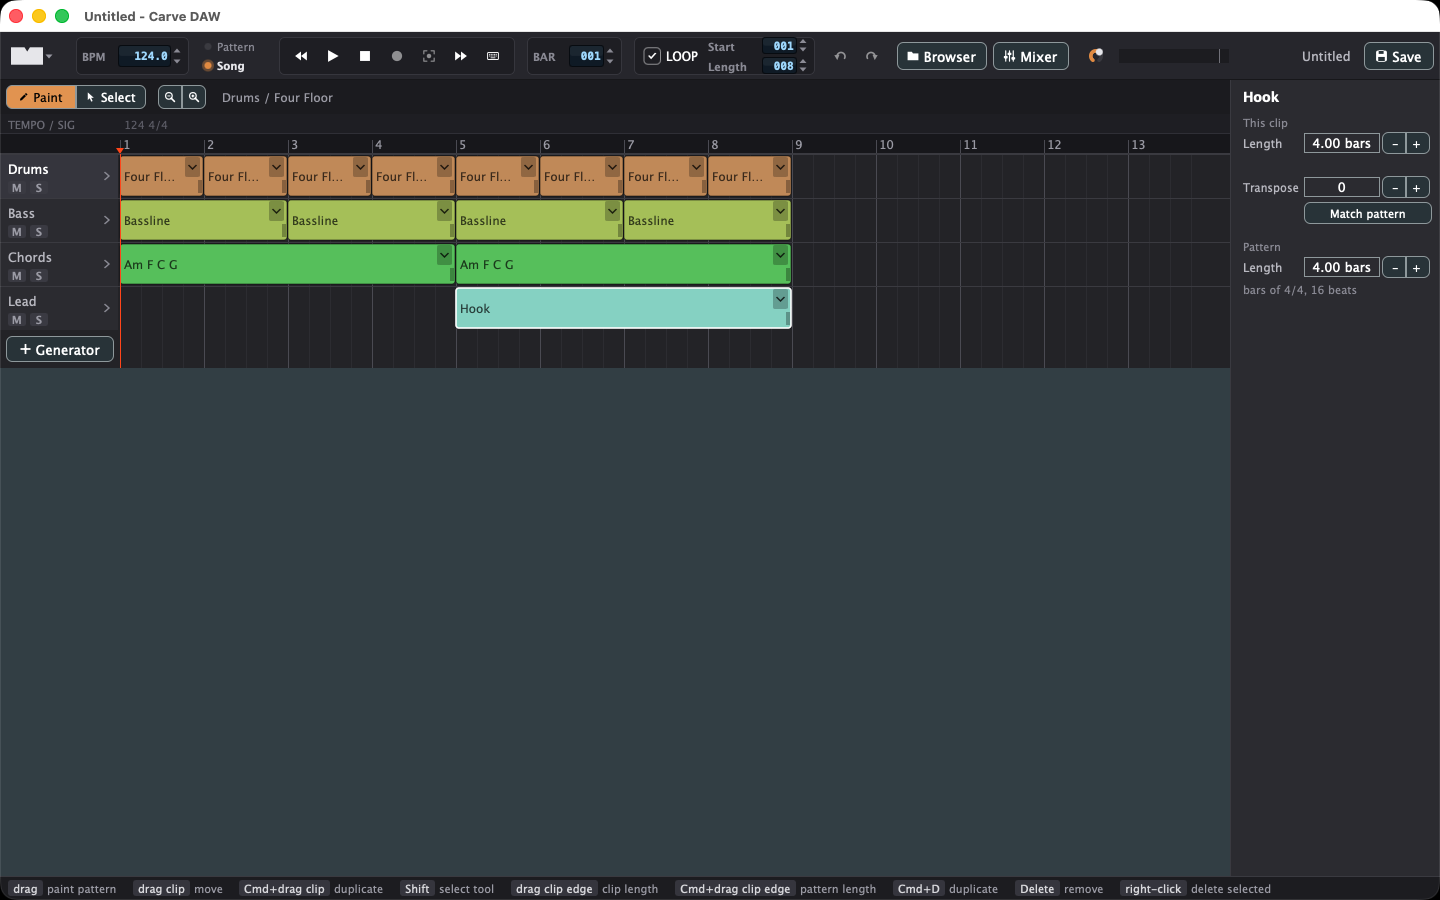 Untitled - Carve DAW
BPM 124.0 Pattern Song BAR 001 LOOP Start 001 Length 008 Browser Mixer Untitled Save
Paint Select Drums / Four Floor
TEMPO / SIG 124 4/4
1 2 3 4 5 6 7 8 9 10 11 12 13
Drums M S Four Fl... Four Fl... Four Fl... Four Fl... Four Fl... Four Fl... Four Fl... Four Fl...
Bass M S Bassline Bassline Bassline Bassline
Chords M S Am F C G Am F C G
Lead M S Hook
+ Generator
Hook
This clip
Length 4.00 bars - +
Transpose 0 - +
Match pattern
Pattern
Length 4.00 bars - +
bars of 4/4, 16 beats
drag paint pattern drag clip move Cmd+drag clip duplicate Shift select tool drag clip edge clip length Cmd+drag clip edge pattern length Cmd+D duplicate Delete remove right-click delete selected